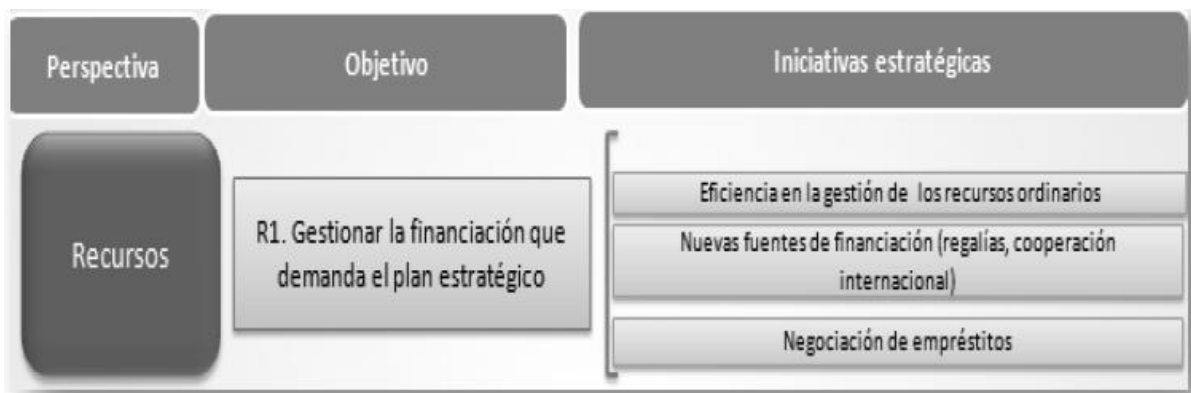 Perspectiva
Objetivo
Iniciativas estratégicas
Recursos
R1. Gestionar la financiación que
demanda el plan estratégico
Eficiencia en la gestión de los recursos ordinarios
Nuevas fuentes de financiación (regalías, cooperación
internacional)
Negociación de empréstitos